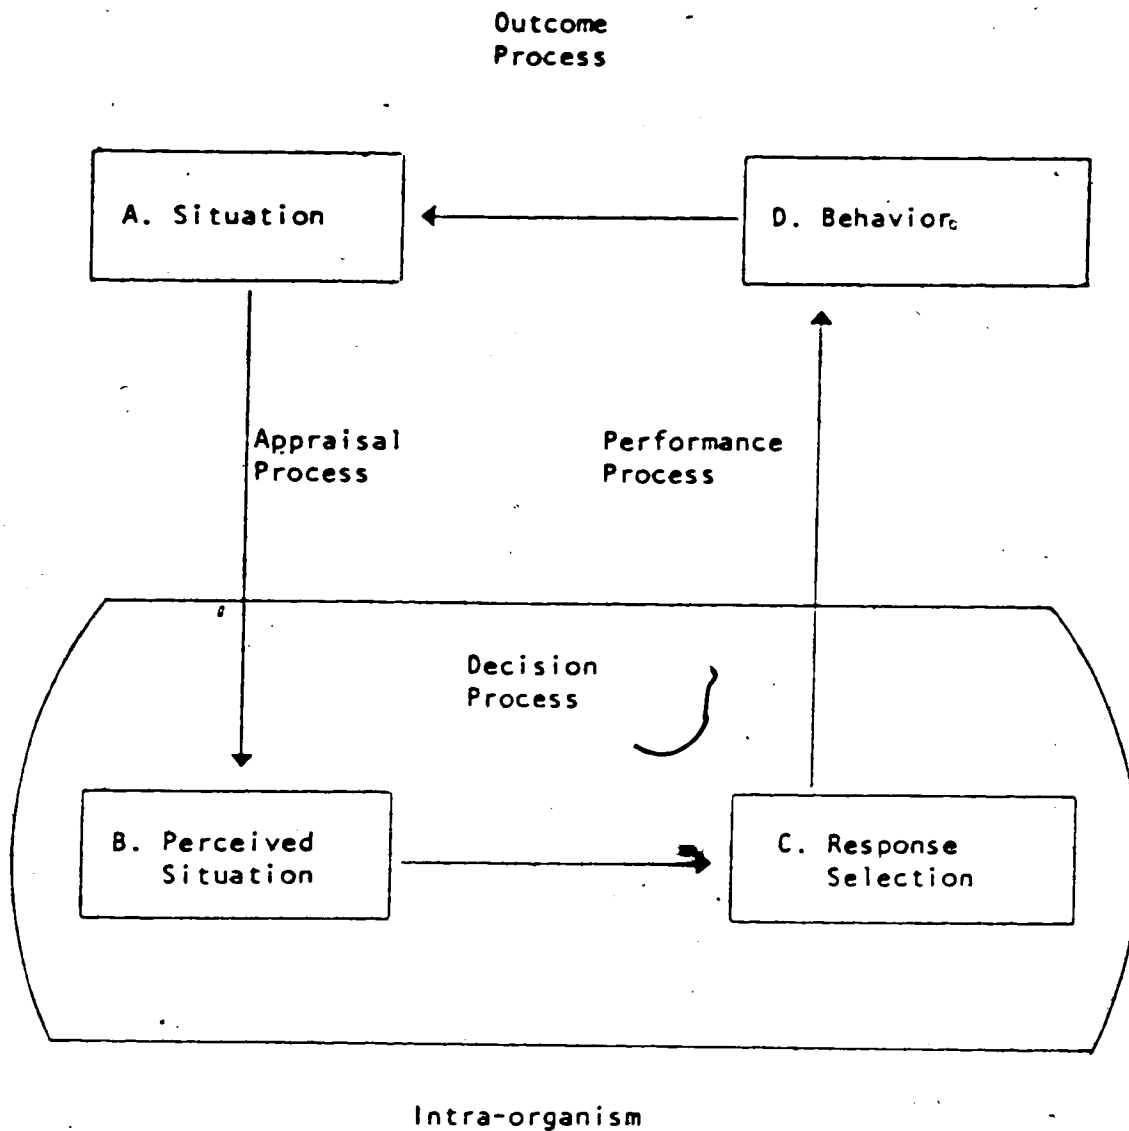 Outcome
Process
A. Situation
D. Behavior
Appraisal
Process
Performance
Process
Decision
Process
B. Perceived
Situation
C. Response
Selection
Intra-organism